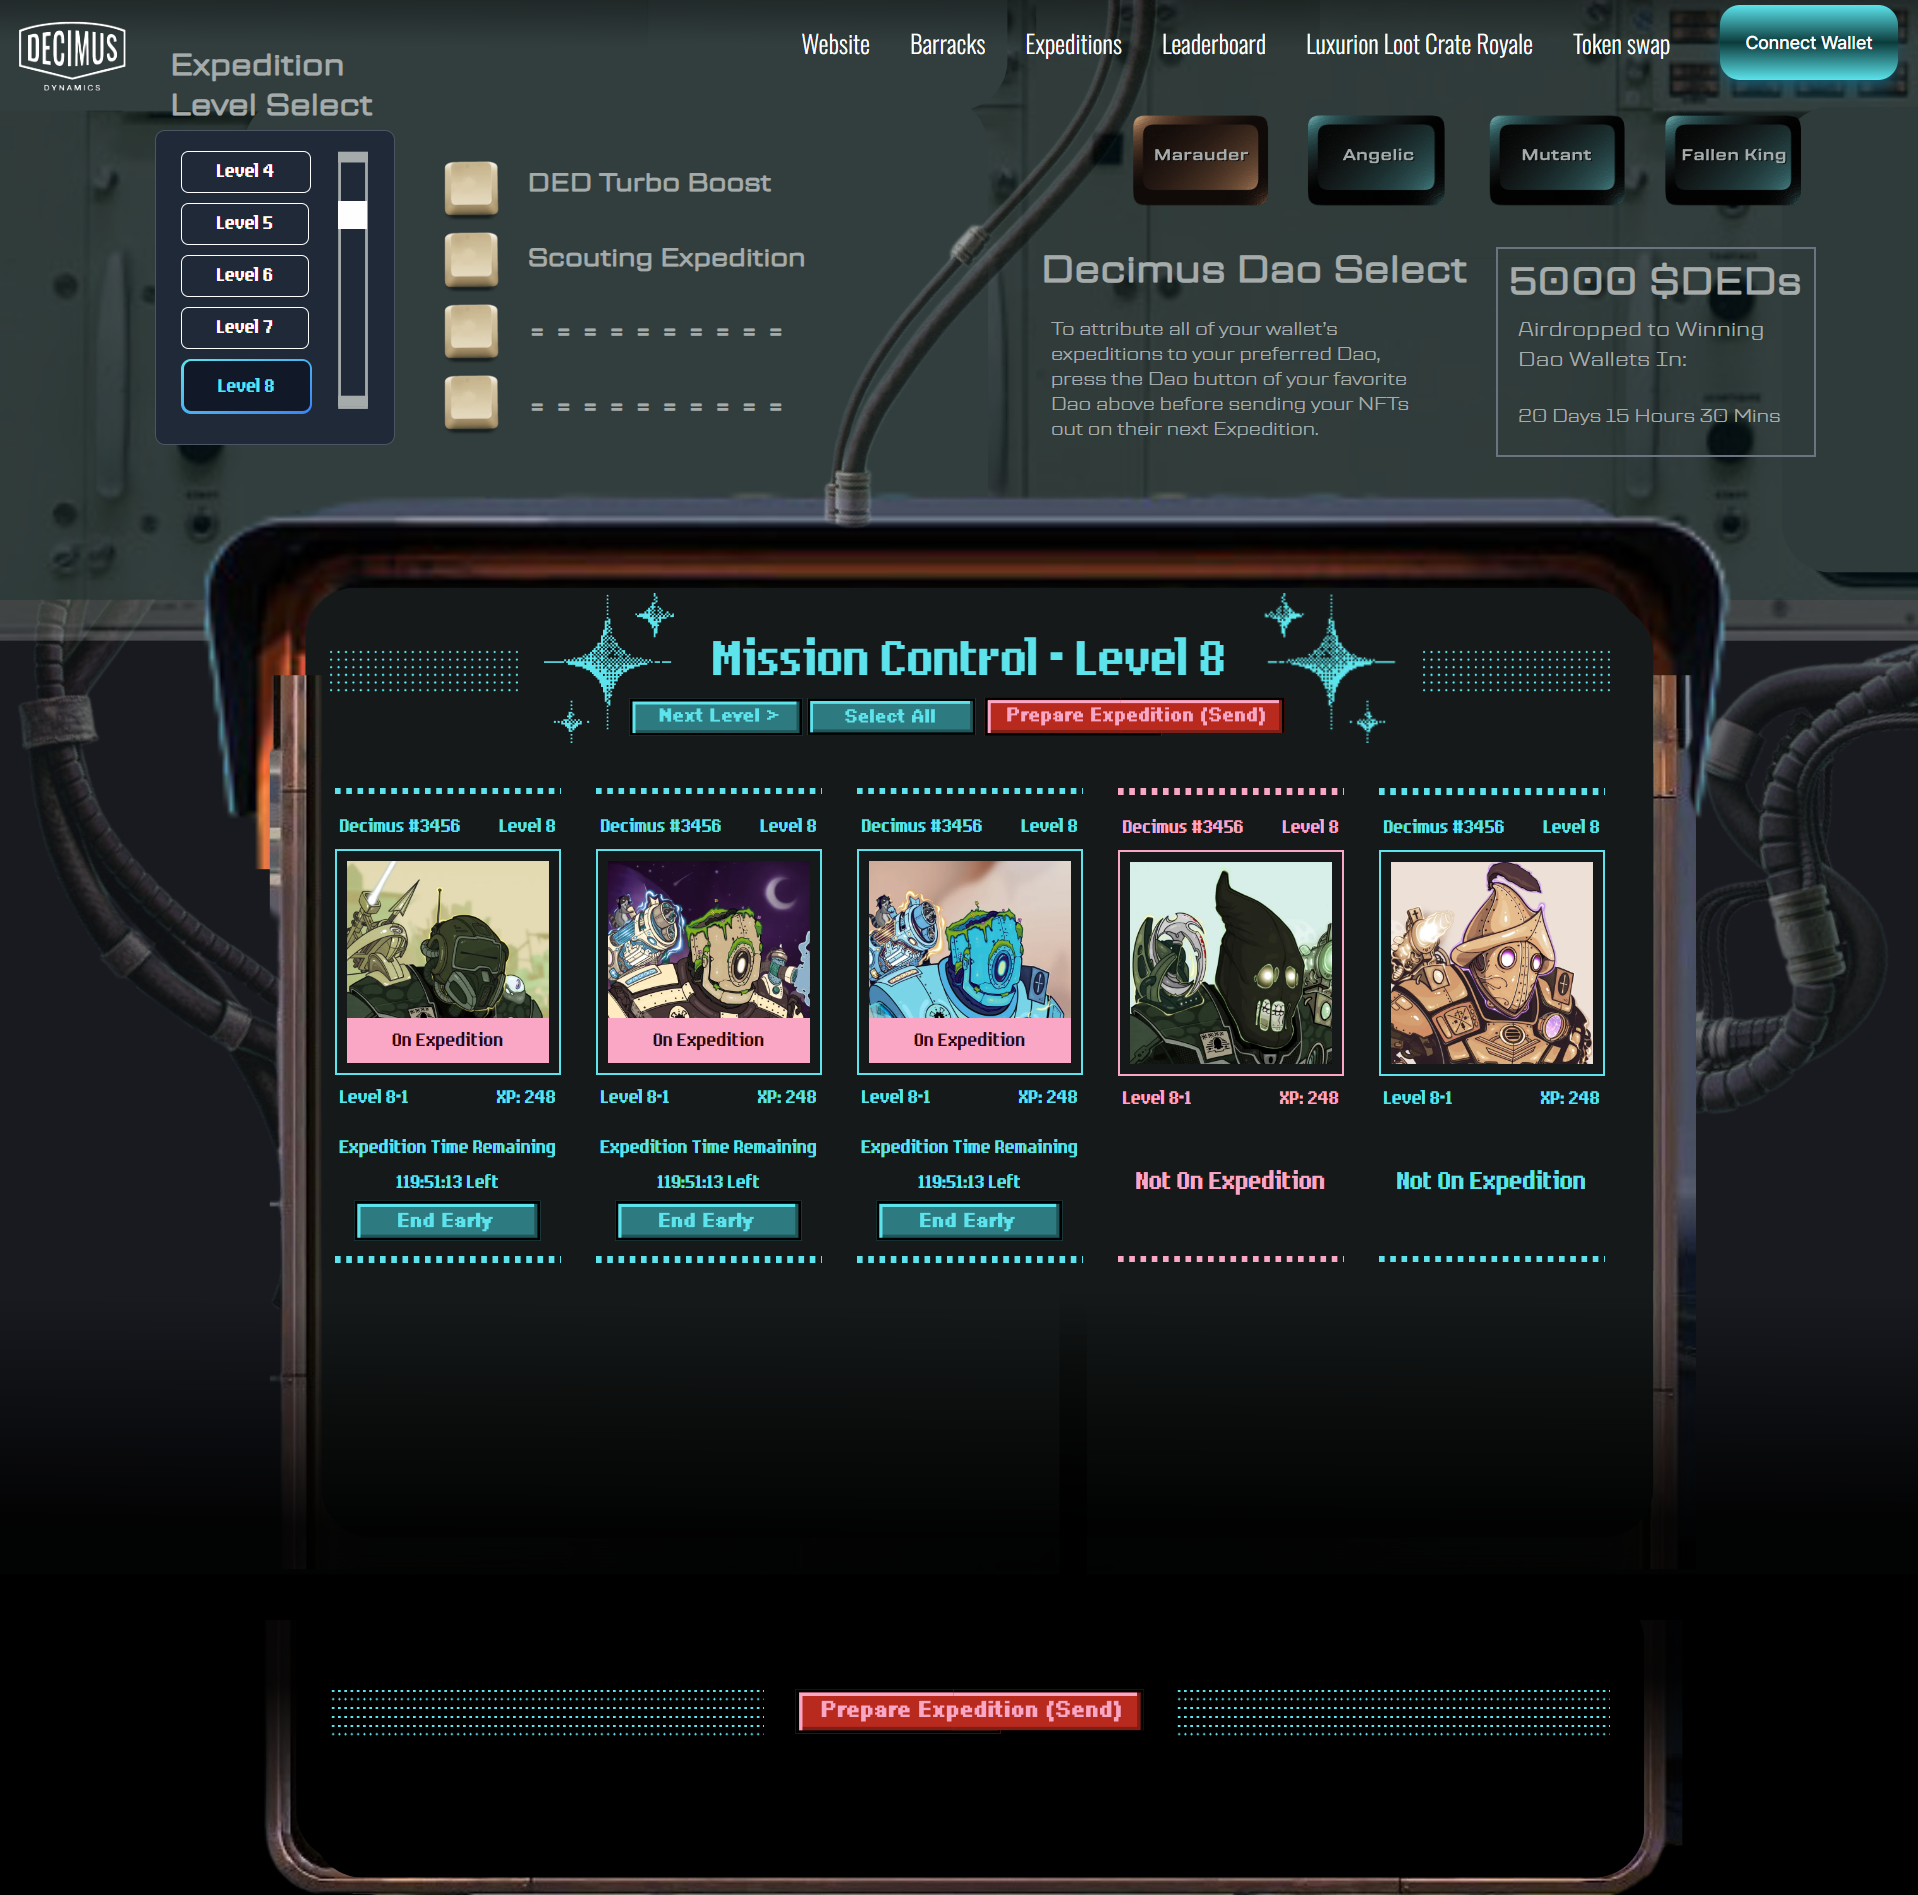 DECIMUS
DYNAMICS
Website
Barracks
Expeditions
Leaderboard
Luxurion Loot Crate Royale
Token swap
Connect Wallet
Expedition
Level Select
Level 4
Level 5
Level 6
Level 7
Level 8
DED Turbo Boost
Scouting Expedition
= = = = = = = = = =
= = = = = = = = = =
Marauder
Angelic
Mutant
Fallen King
Decimus Dao Select
To attribute all of your wallet's
expeditions to your preferred Dao,
press the Dao button of your favorite
Dao above before sending your NFTs
out on their next Expedition.
5000 $DEDs
Airdropped to Winning
Dao Wallets In:
20 Days 15 Hours 30 Mins
Mission Control - Level 8
Next Level >
Select All
Prepare Expedition (Send)
Decimus #3456 Level 8
On Expedition
Level 8-1 XP: 248
Expedition Time Remaining
119:51:13 Left
End Early
Decimus #3456 Level 8
On Expedition
Level 8-1 XP: 248
Expedition Time Remaining
119:51:13 Left
End Early
Decimus #3456 Level 8
On Expedition
Level 8-1 XP: 248
Expedition Time Remaining
119:51:13 Left
End Early
Decimus #3456 Level 8
Level 8-1 XP: 248
Not On Expedition
Decimus #3456 Level 8
Level 8-1 XP: 248
Not On Expedition
Prepare Expedition (Send)